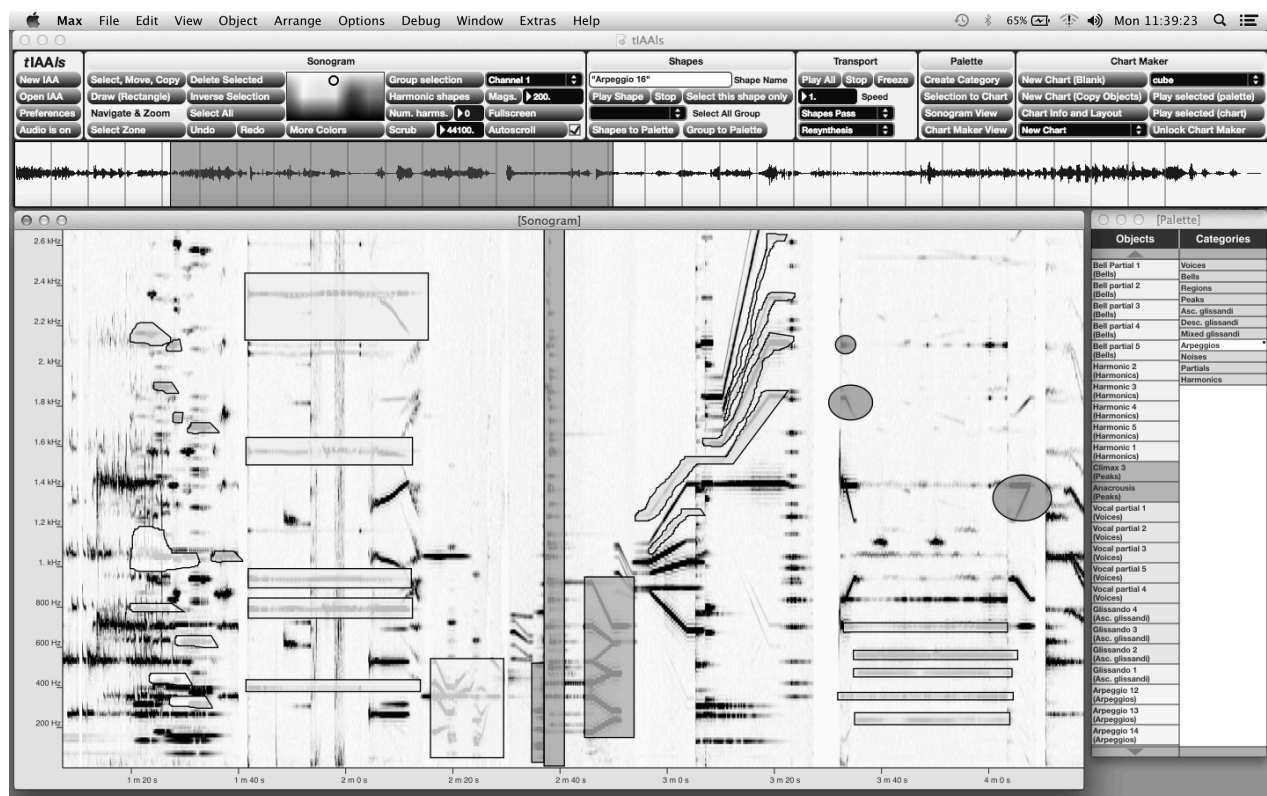 Max File Edit View Object Arrange Options Debug Window Extras Help 65% Mon 11:39:23
tIAAls
tIAAls Sonogram Shapes Transport Palette Chart Maker
New IAA Select, Move, Copy Delete Selected Group selection Channel 1 "Arpeggio 16" Shape Name Play All Stop Freeze Create Category New Chart (Blank) cube
Open IAA Draw (Rectangle) Inverse Selection Harmonic shapes Mags. 200. Play Shape Stop Select this shape only 1. Speed Selection to Chart New Chart (Copy Objects) Play selected (palette)
Preferences Navigate & Zoom Select All Num. harms. 0 Fullscreen Select All Group Shapes Pass Sonogram View Chart Info and Layout Play selected (chart)
Audio is on Select Zone Undo Redo More Colors Scrub 44100. Autoscroll Shapes to Palette Group to Palette Resynthesis Chart Maker View New Chart Unlock Chart Maker
[Sonogram]
2.6 kHz
2.4 kHz
2.2 kHz
2. kHz
1.8 kHz
1.6 kHz
1.4 kHz
1.2 kHz
1. kHz
800 Hz
600 Hz
400 Hz
200 Hz
1 m 20 s 1 m 40 s 2 m 0 s 2 m 20 s 2 m 40 s 3 m 0 s 3 m 20 s 3 m 40 s 4 m 0 s
[Palette]
Objects Categories
Bell Partial 1
(Bells)
Bell partial 2
(Bells)
Bell partial 3
(Bells)
Bell partial 4
(Bells)
Bell partial 5
(Bells)
Harmonic 2
(Harmonics)
Harmonic 3
(Harmonics)
Harmonic 4
(Harmonics)
Harmonic 5
(Harmonics)
Harmonic 1
(Harmonics)
Climax 3
(Peaks)
Anacrousis
(Peaks)
Vocal partial 1
(Voices)
Vocal partial 2
(Voices)
Vocal partial 3
(Voices)
Vocal partial 5
(Voices)
Vocal partial 4
(Voices)
Glissando 4
(Asc. glissandi)
Glissando 3
(Asc. glissandi)
Glissando 2
(Asc. glissandi)
Glissando 1
(Asc. glissandi)
Arpeggio 12
(Arpeggios)
Arpeggio 13
(Arpeggios)
Arpeggio 14
(Arpeggios)
Voices
Bells
Regions
Peaks
Asc. glissandi
Desc. glissandi
Mixed glissandi
Arpeggios
Noises
Partials
Harmonics